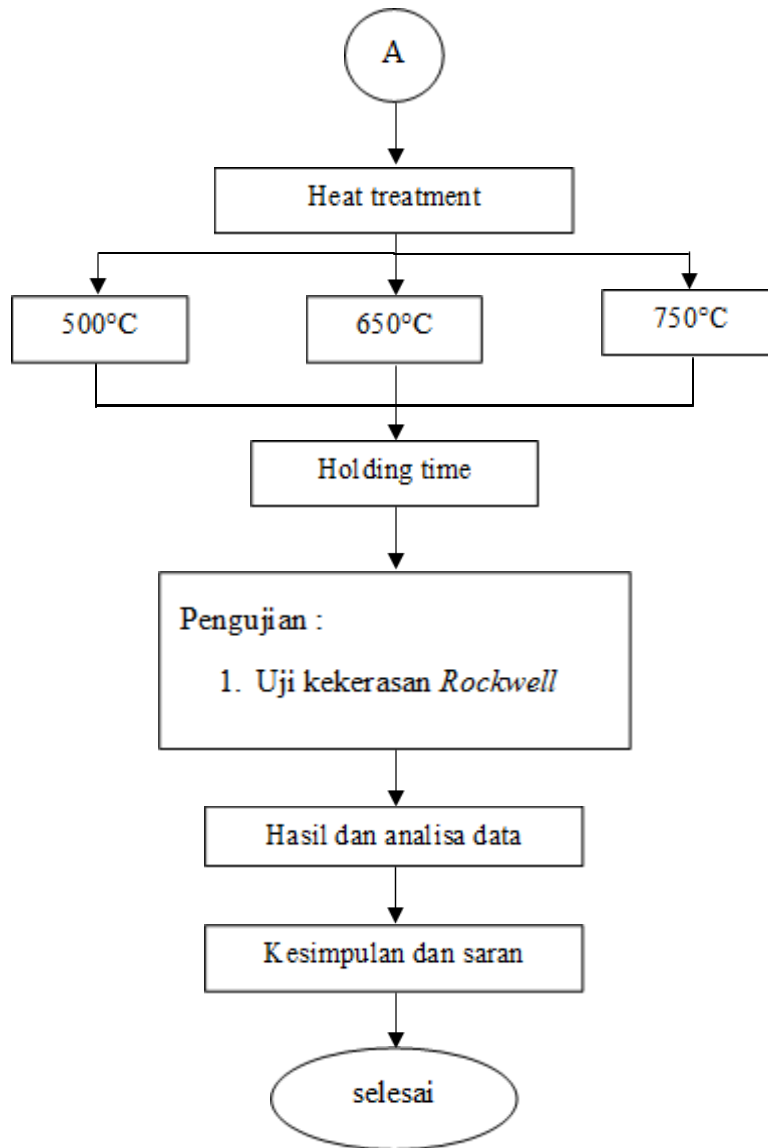 A
Heat treatment
500°C
650°C
750°C
Holding time
Pengujian :
1. Uji kekerasan Rockwell
Hasil dan analisa data
Kesimpulan dan saran
selesai